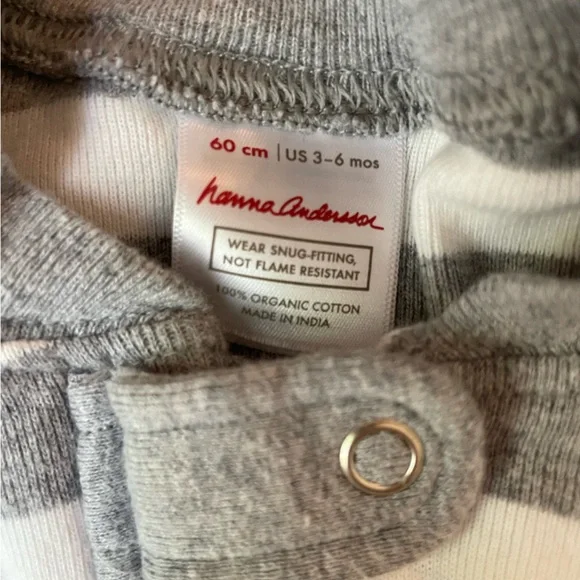 60 cm | US 3–6 mos
hanna andersson
WEAR SNUG-FITTING,
NOT FLAME RESISTANT
100% ORGANIC COTTON
MADE IN INDIA